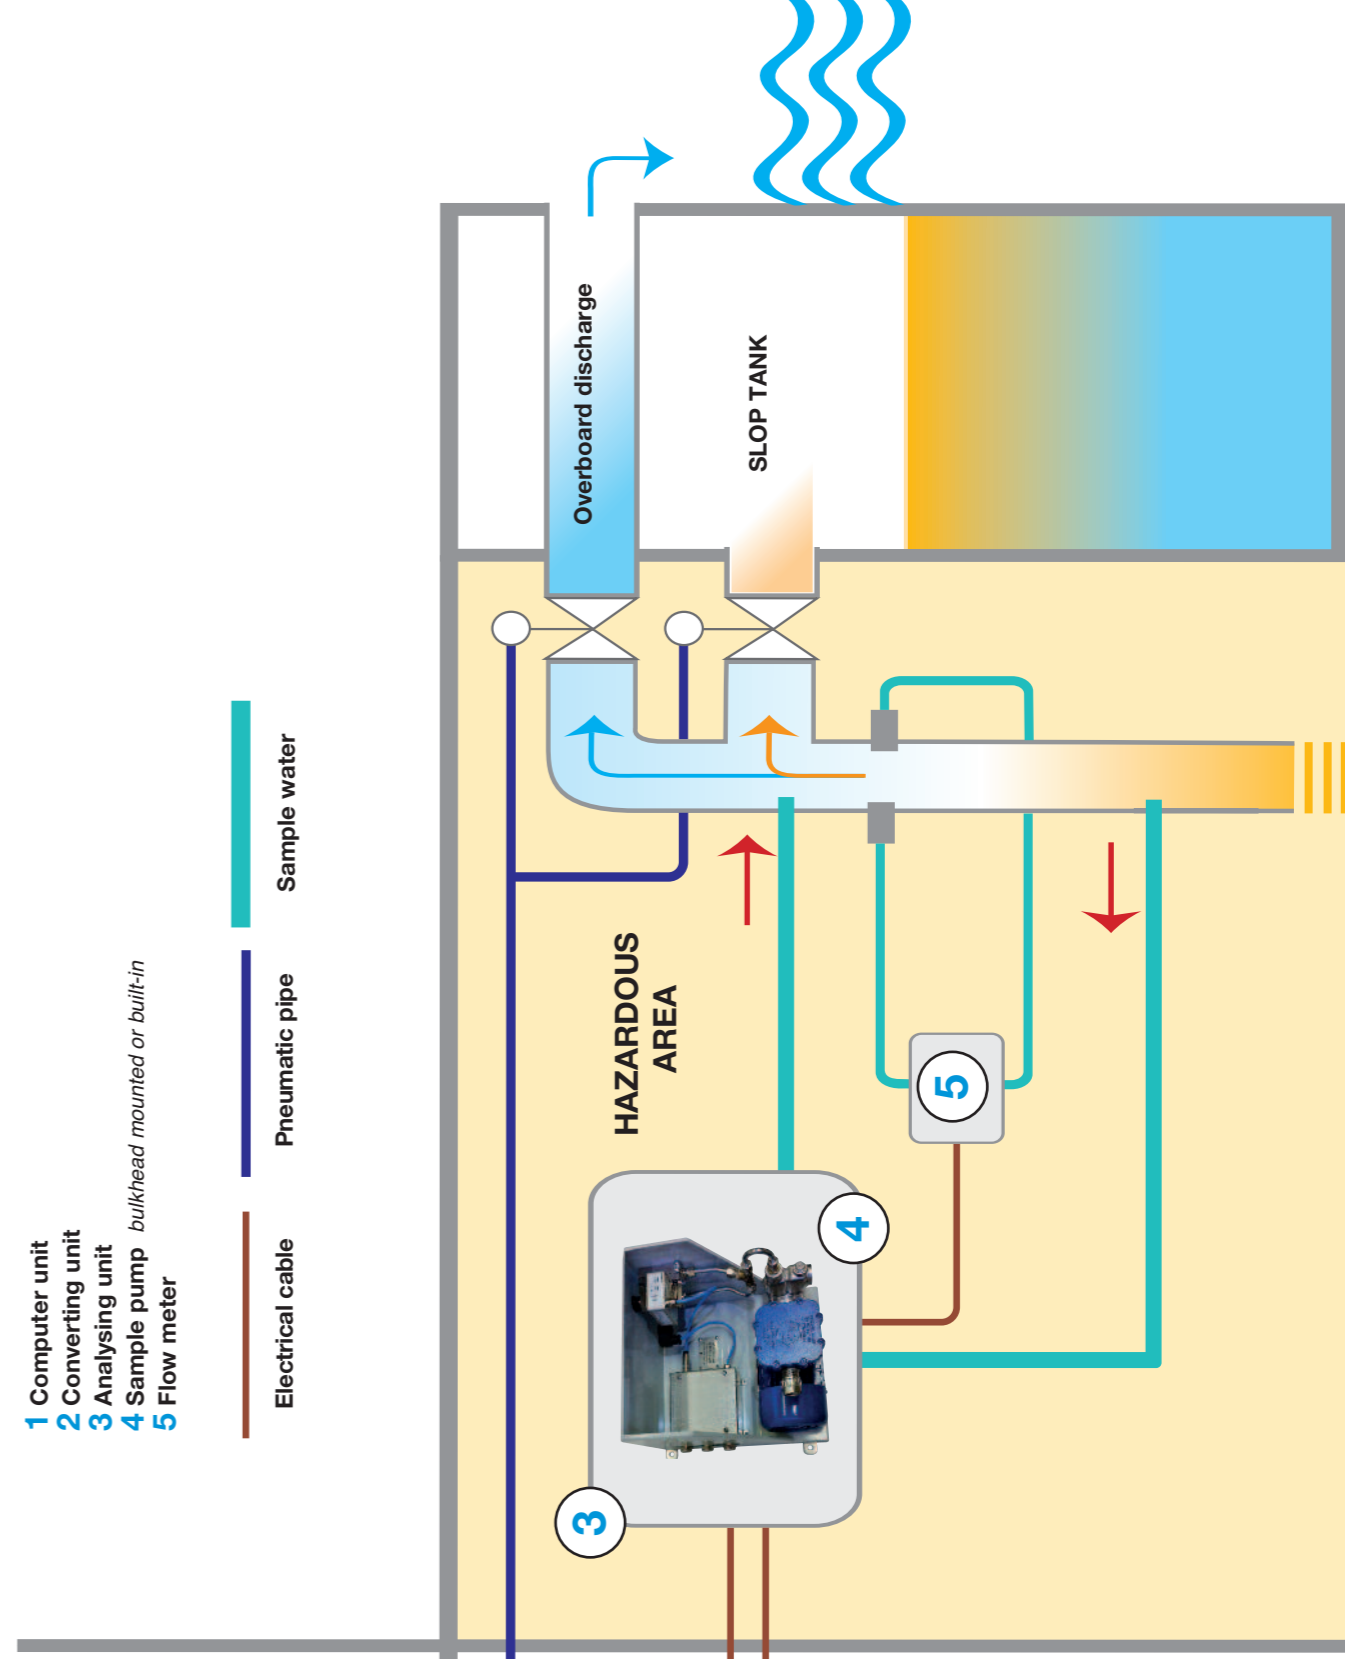 1 Computer unit
2 Converting unit
3 Analysing unit
4 Sample pump bulkhead mounted or built-in
5 Flow meter
Electrical cable
Pneumatic pipe
Sample water
Overboard discharge
SLOP TANK
HAZARDOUS
AREA
3
4
5